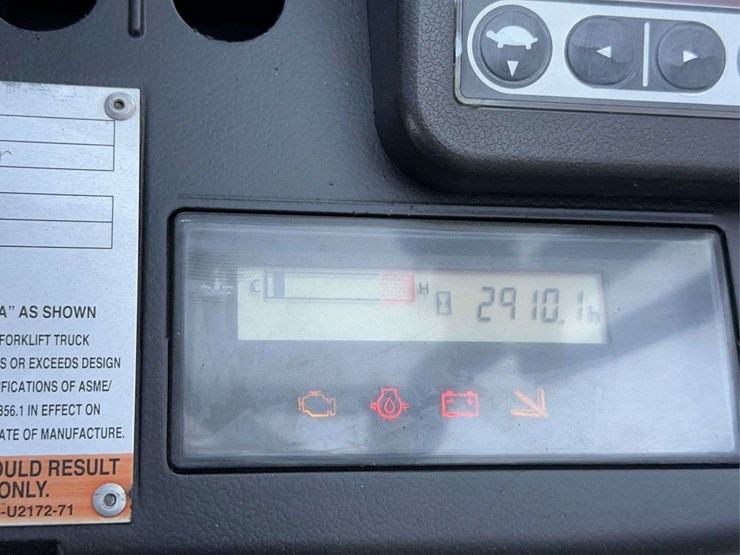 A" AS SHOWN
FORKLIFT TRUCK
S OR EXCEEDS DESIGN
FICATIONS OF ASME/
356.1 IN EFFECT ON
ATE OF MANUFACTURE.
OULD RESULT
ONLY.
-U2172-71
C H 2910.1h